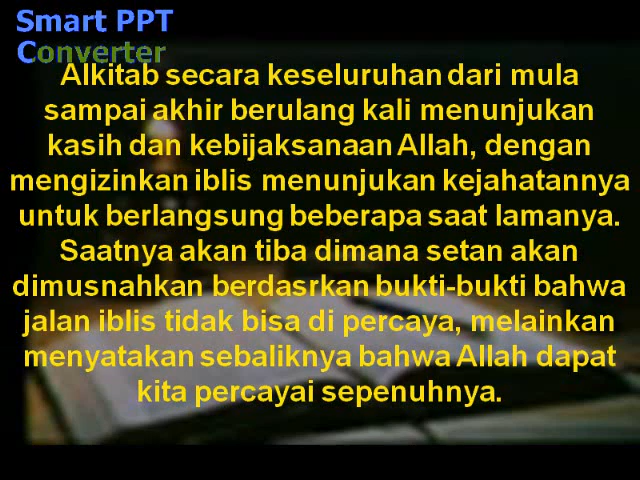 Smart PPT
Converter
Alkitab secara keseluruhan dari mula
sampai akhir berulang kali menunjukan
kasih dan kebijaksanaan Allah, dengan
mengizinkan iblis menunjukan kejahatannya
untuk berlangsung beberapa saat lamanya.
Saatnya akan tiba dimana setan akan
dimusnahkan berdasrkan bukti-bukti bahwa
jalan iblis tidak bisa di percaya, melainkan
menyatakan sebaliknya bahwa Allah dapat
kita percayai sepenuhnya.